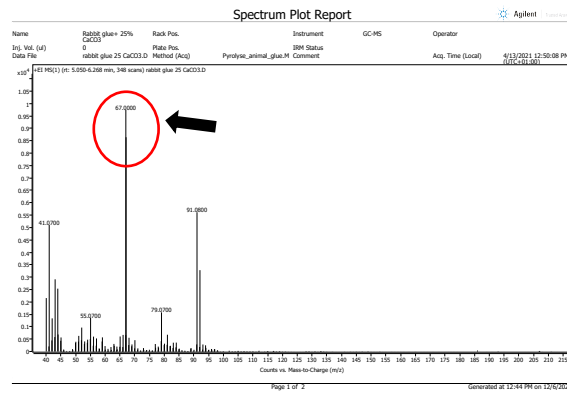 Spectrum Plot Report
Agilent
Name Rabbit glue+ 25% CaCO3 Rack Pos. Instrument GC-MS Operator
Inj. Vol. (ul) 0 Plate Pos. IRM Status
Data File rabbit glue 25 CaCO3.D Method (Acq) Pyrolyse_animal_glue.M Comment Acq. Time (Local) 4/13/2021 12:50:08 PM (UTC+01:00)
x10⁴ +EI MS(1) (rt: 5.050-6.268 min, 348 scans) rabbit glue 25 CaCO3.D
1.05
1
67.0000
0.95
0.9
0.85
0.8
0.75
0.7
0.65
0.6
0.55
91.0800
0.5
41.0700
0.45
0.4
0.35
0.3
0.25
0.2
0.15
55.0700
79.0700
0.1
0.05
0
40 45 50 55 60 65 70 75 80 85 90 95 100 105 110 115 120 125 130 135 140 145 150 155 160 165 170 175 180 185 190 195 200 205 210 215
Counts vs. Mass-to-Charge (m/z)
Page 1 of 2
Generated at 12:44 PM on 12/6/202